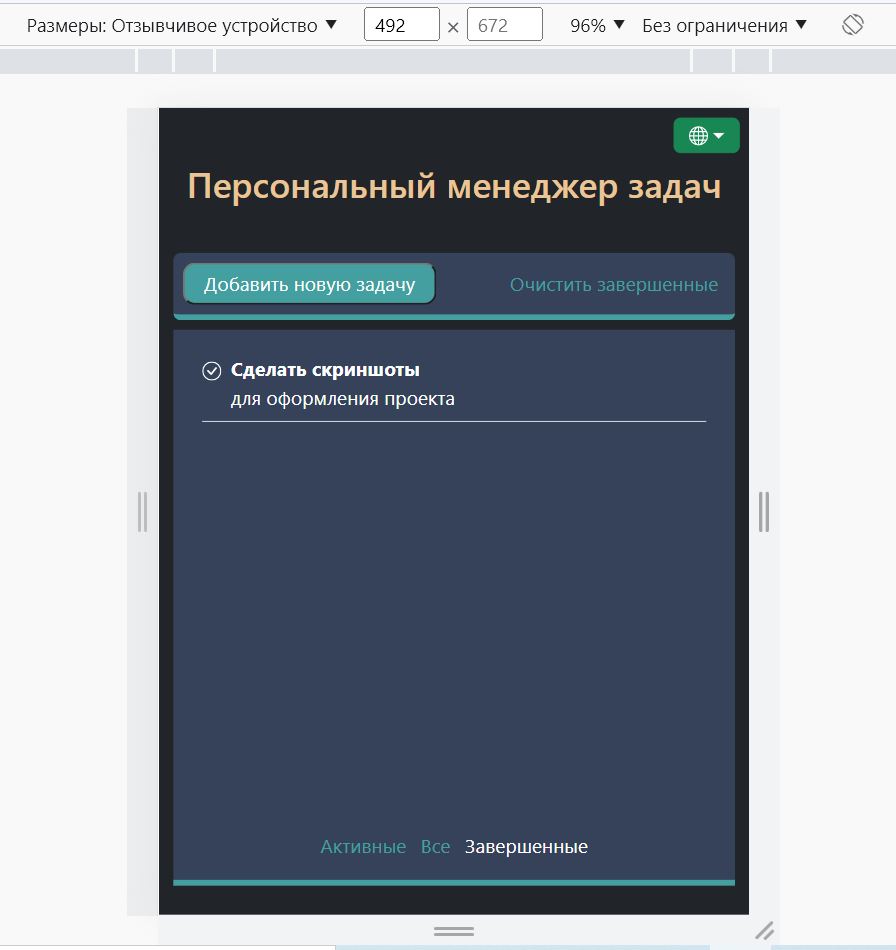 Размеры: Отзывчивое устройство ▼ 492 × 672 96% ▼ Без ограничения ▼
Персональный менеджер задач
Добавить новую задачу Очистить завершенные
Сделать скриншоты
для оформления проекта
Активные Все Завершенные